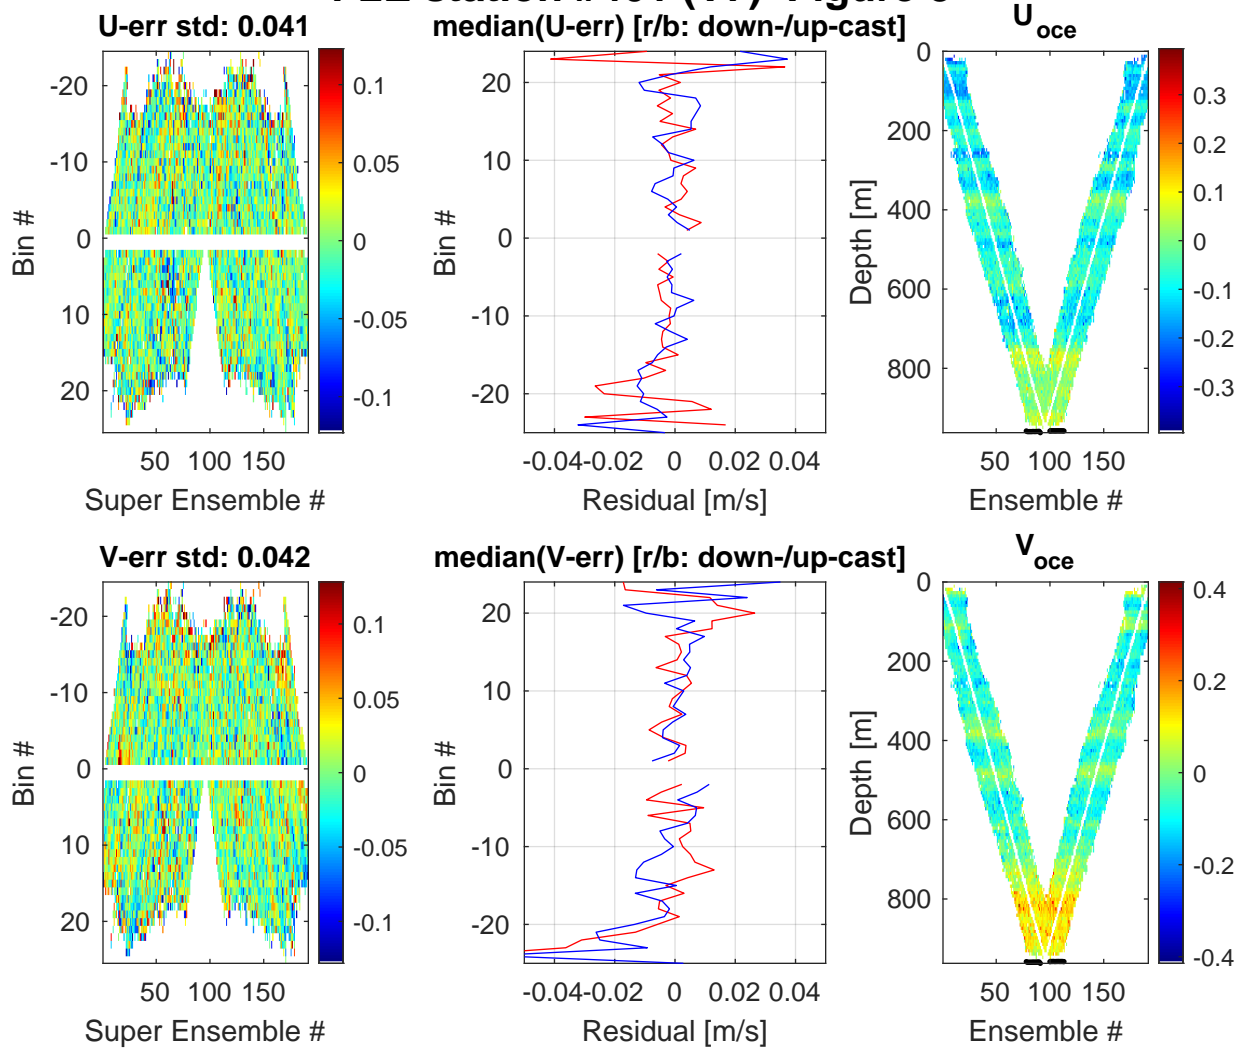 U-err std: 0.041
median(U-err) [r/b: down-/up-cast]
U oce
-20
-10
0
10
20
Bin #
50 100 150
Super Ensemble #
0.1
0.05
0
-0.05
-0.1
20
10
0
-10
-20
Bin #
-0.04 -0.02 0 0.02 0.04
Residual [m/s]
0
200
400
600
800
Depth [m]
50 100 150
Ensemble #
0.3
0.2
0.1
0
-0.1
-0.2
-0.3
V-err std: 0.042
median(V-err) [r/b: down-/up-cast]
V oce
-20
-10
0
10
20
Bin #
50 100 150
Super Ensemble #
0.1
0.05
0
-0.05
-0.1
20
10
0
-10
-20
Bin #
-0.04 -0.02 0 0.02 0.04
Residual [m/s]
0
200
400
600
800
Depth [m]
50 100 150
Ensemble #
0.4
0.2
0
-0.2
-0.4